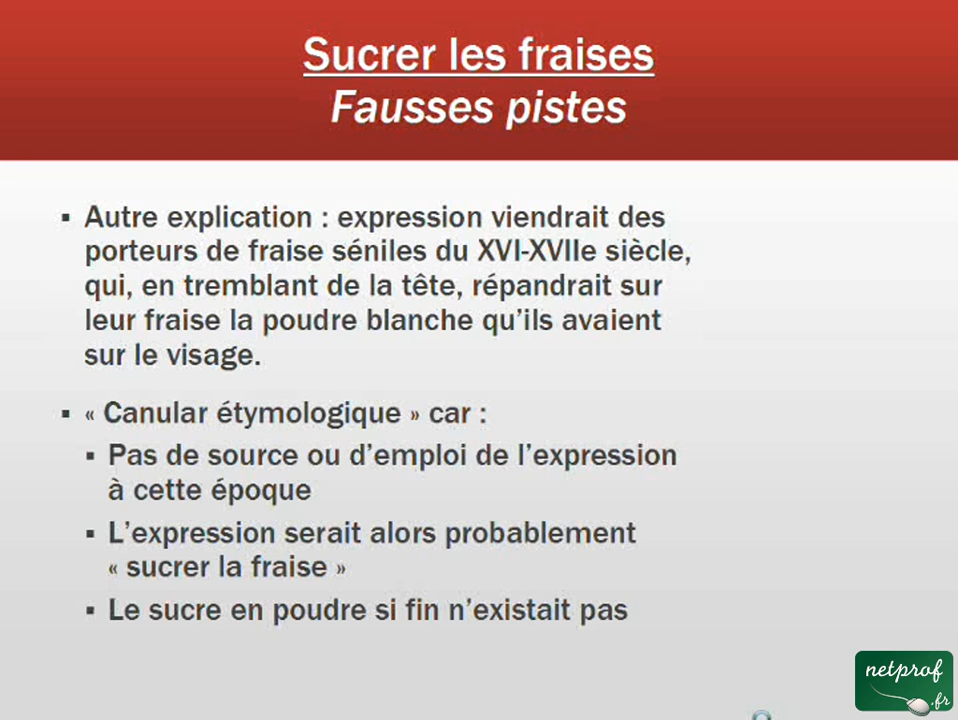 Sucrer les fraises
Fausses pistes
▪ Autre explication : expression viendrait des
porteurs de fraise séniles du XVI-XVIIe siècle,
qui, en tremblant de la tête, répandrait sur
leur fraise la poudre blanche qu’ils avaient
sur le visage.
▪ « Canular étymologique » car :
▪ Pas de source ou d’emploi de l’expression
à cette époque
▪ L’expression serait alors probablement
« sucrer la fraise »
▪ Le sucre en poudre si fin n’existait pas
netprof
.fr